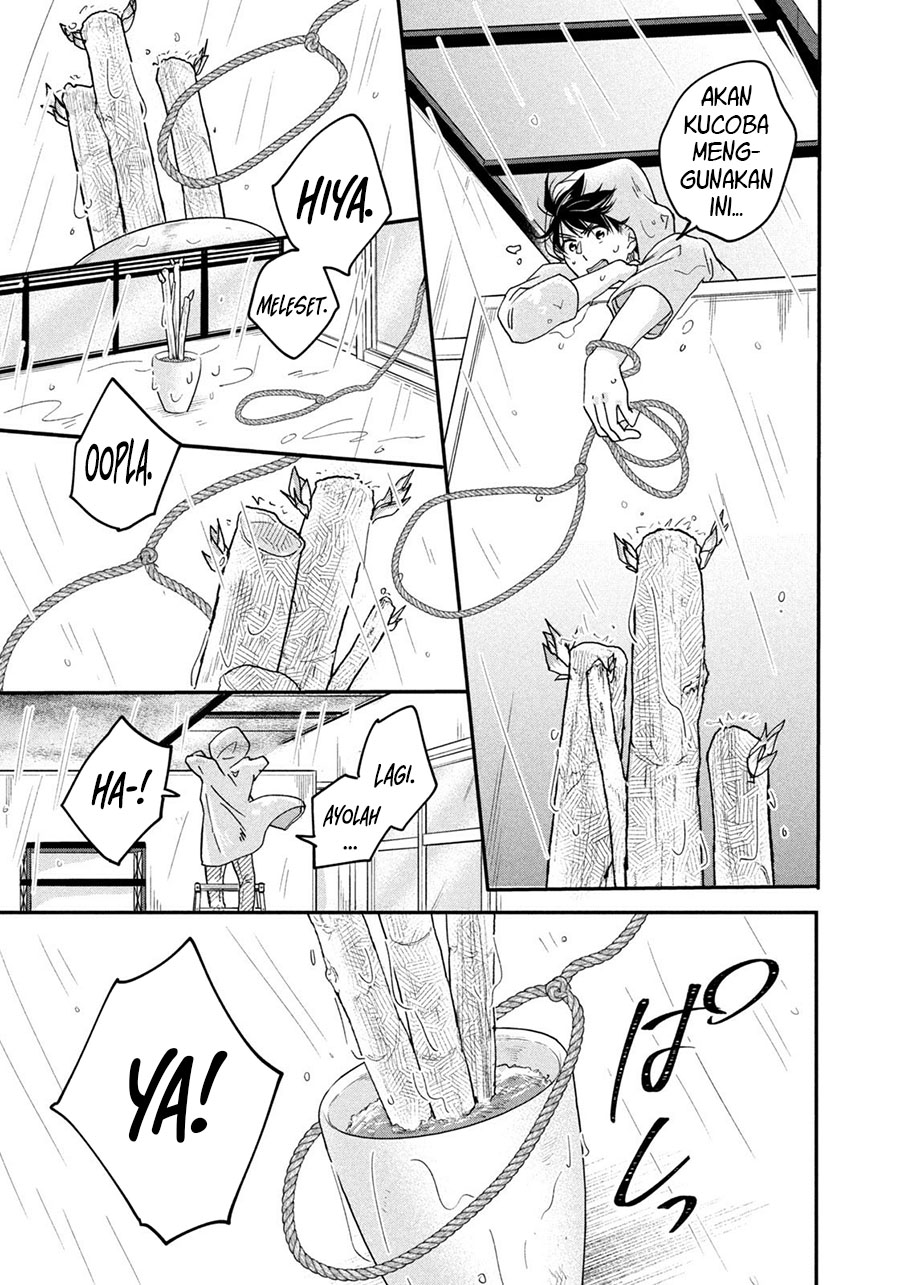 AKAN
KUCOBA
MENG-
GUNAKAN
INI...
HIYA.
MELESET.
OOPLA.
LAGI.
AYOLAH
...
HA-!
YA!
ぱしっ